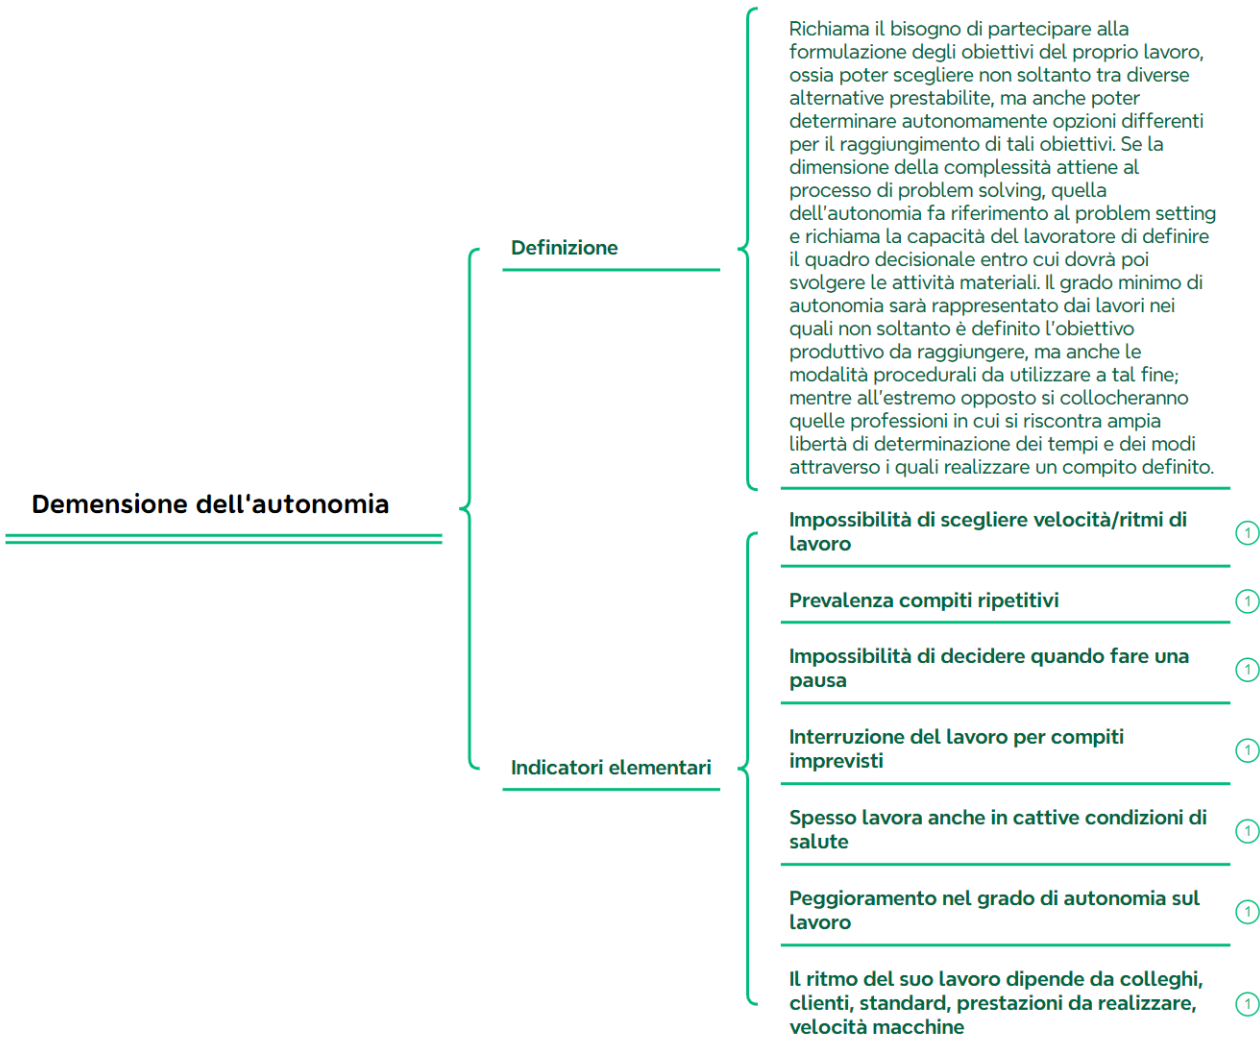 Demensione dell'autonomia
Definizione
Richiama il bisogno di partecipare alla
formulazione degli obiettivi del proprio lavoro,
ossia poter scegliere non soltanto tra diverse
alternative prestabilite, ma anche poter
determinare autonomamente opzioni differenti
per il raggiungimento di tali obiettivi. Se la
dimensione della complessità attiene al
processo di problem solving, quella
dell'autonomia fa riferimento al problem setting
e richiama la capacità del lavoratore di definire
il quadro decisionale entro cui dovrà poi
svolgere le attività materiali. Il grado minimo di
autonomia sarà rappresentato dai lavori nei
quali non soltanto è definito l'obiettivo
produttivo da raggiungere, ma anche le
modalità procedurali da utilizzare a tal fine;
mentre all'estremo opposto si collocheranno
quelle professioni in cui si riscontra ampia
libertà di determinazione dei tempi e dei modi
attraverso i quali realizzare un compito definito.
Indicatori elementari
Impossibilità di scegliere velocità/ritmi di
lavoro
1
Prevalenza compiti ripetitivi
1
Impossibilità di decidere quando fare una
pausa
1
Interruzione del lavoro per compiti
imprevisti
1
Spesso lavora anche in cattive condizioni di
salute
1
Peggioramento nel grado di autonomia sul
lavoro
1
Il ritmo del suo lavoro dipende da colleghi,
clienti, standard, prestazioni da realizzare,
velocità macchine
1